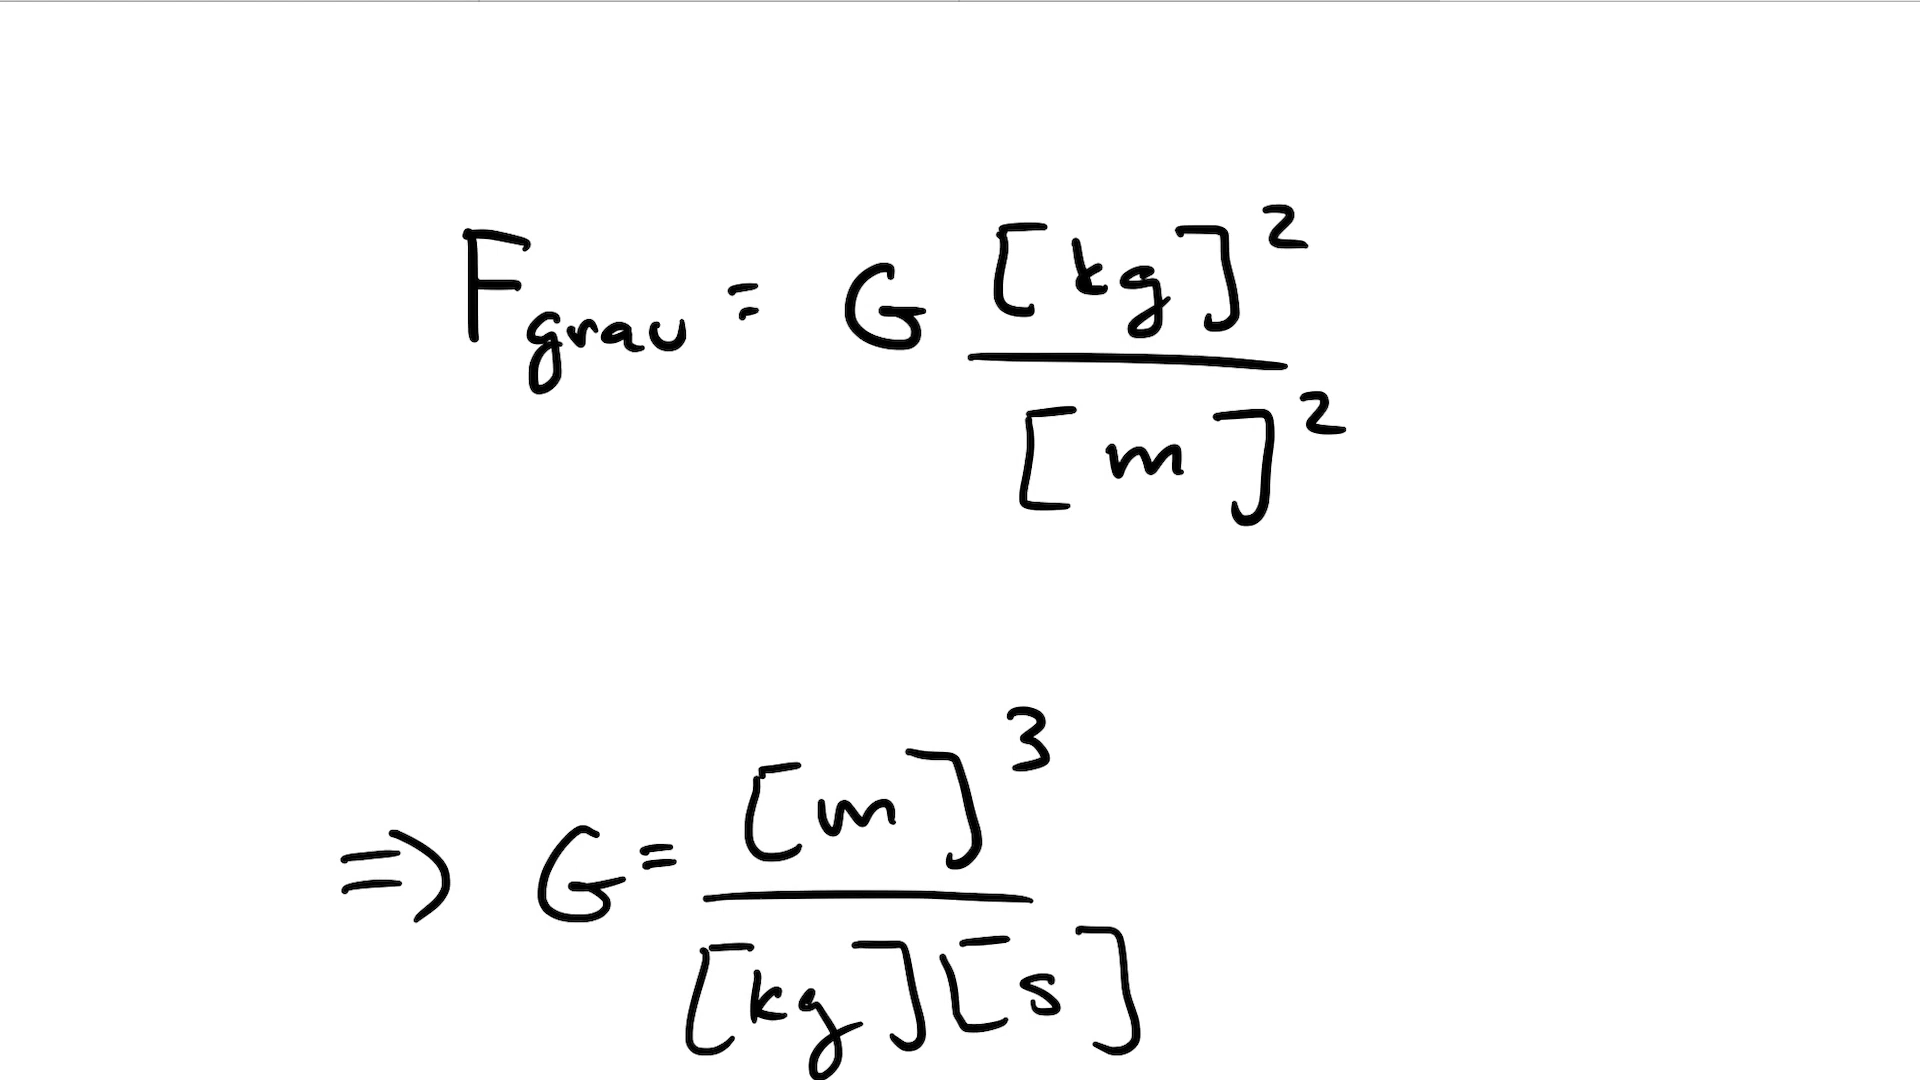 F_grav = G [kg]^2 / [m]^2
⇒ G = [m]^3 / [kg][s]